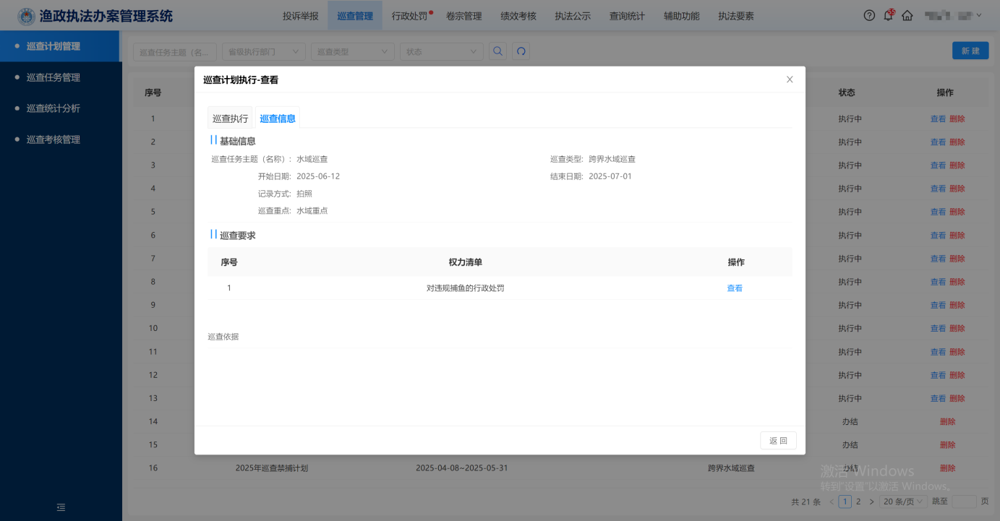 渔政执法办案管理系统
投诉举报 巡查管理 行政处罚 卷宗管理 绩效考核 执法公示 查询统计 辅助功能 执法要素
巡查计划管理
巡查任务管理
巡查统计分析
巡查考核管理
巡查任务主题（名... 省级执行部门 巡查类型 状态 新 建
序号 状态 操作
1 执行中 查看 删除
2 执行中 查看 删除
3 执行中 查看 删除
4 执行中 查看 删除
5 执行中 查看 删除
6 执行中 查看 删除
7 执行中 查看 删除
8 执行中 查看 删除
9 执行中 查看 删除
10 执行中 查看 删除
11 执行中 查看 删除
12 执行中 查看 删除
13 执行中 查看 删除
14 办结 删除
15 办结 删除
16 2025年巡查禁捕计划 2025-04-08~2025-05-31 跨界水域巡查 办结 删除
巡查计划执行-查看
巡查执行 巡查信息
基础信息
巡查任务主题（名称）: 水域巡查 巡查类型: 跨界水域巡查
开始日期: 2025-06-12 结束日期: 2025-07-01
记录方式: 拍照
巡查重点: 水域重点
巡查要求
序号 权力清单 操作
1 对违规捕鱼的行政处罚 查看
巡查依据
返 回
激活 Windows
转到"设置"以激活 Windows。
共 21 条 < 1 2 > 20 条/页 跳至 页